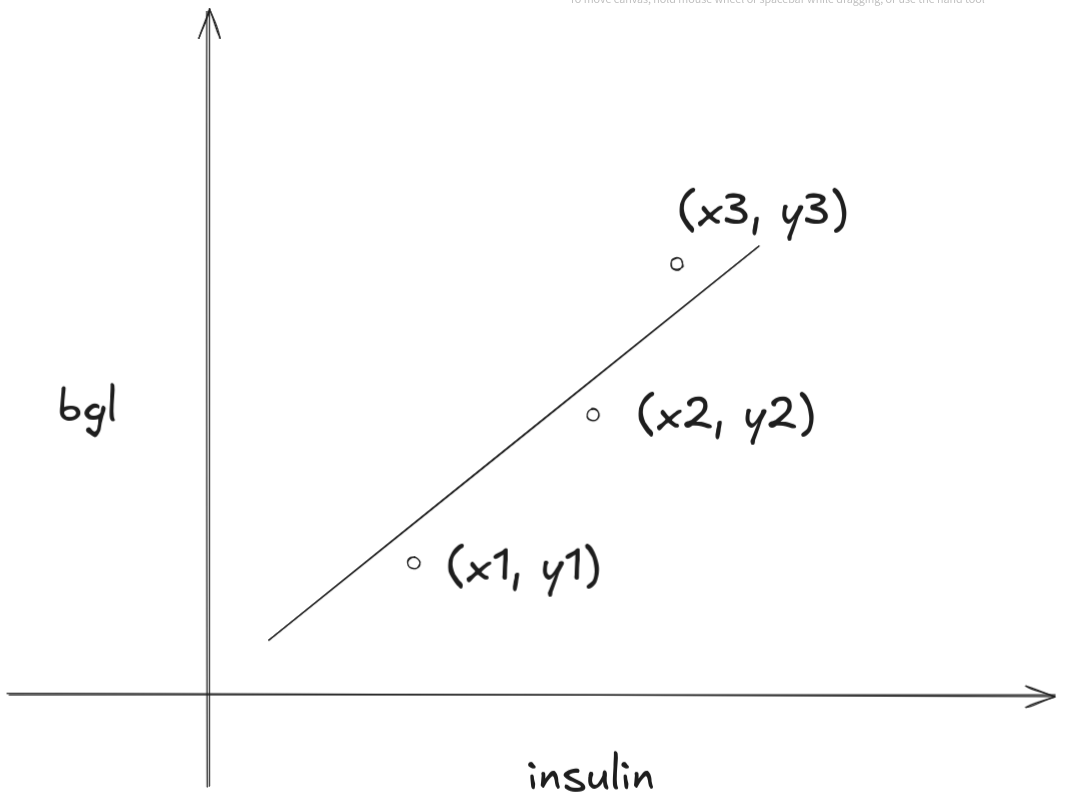 To move canvas, hold mouse wheel or spacebar while dragging, or use the hand tool
(x3, y3)
bgl
(x2, y2)
(x1, y1)
insulin